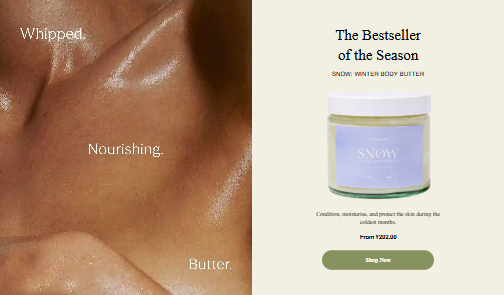 Whipped.
Nourishing.
Butter.
The Bestseller
of the Season
SNOW: WINTER BODY BUTTER
SNØW
Condition, moisturise, and protect the skin during the
coldest months.
From ¥202.00
Shop Now